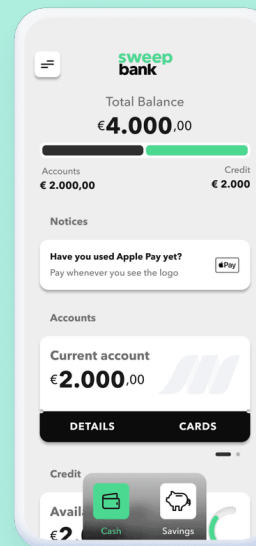 sweep
bank
Total Balance
€4.000,00
Accounts
Credit
€ 2.000,00
€ 2.000
Notices
Have you used Apple Pay yet?
Pay whenever you see the logo
Pay
Accounts
Current account
€2.000,00
DETAILS
CARDS
Credit
Cash
Savings